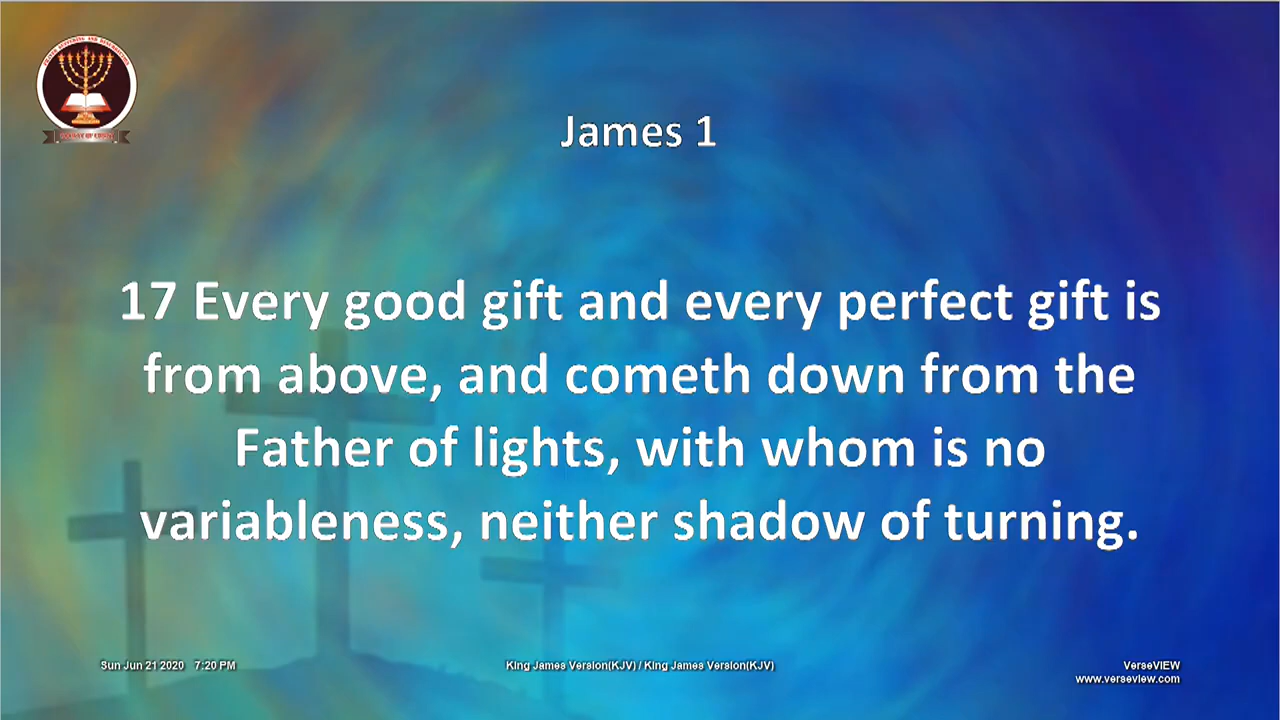 James 1
17 Every good gift and every perfect gift is
from above, and cometh down from the
Father of lights, with whom is no
variableness, neither shadow of turning.
Sun Jun 21 2020 7:20 PM
King James Version(KJV) / King James Version(KJV)
VerseVIEW
www.verseview.com